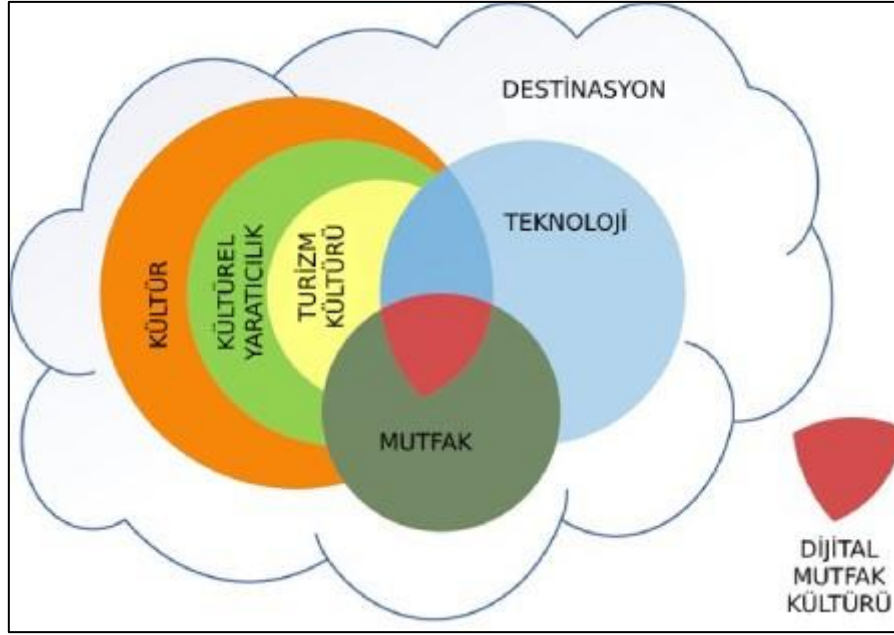 DESTİNASYON
TEKNOLOJİ
KÜLTÜR
KÜLTÜREL
YARATICILIK
TURİZM
KÜLTÜRÜ
MUTFAK
DİJİTAL
MUTFAK
KÜLTÜRÜ